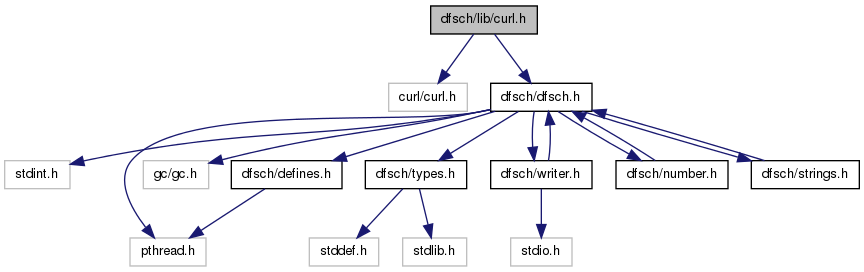 dfsch/lib/curl.h
curl/curl.h
dfsch/dfsch.h
stdint.h
gc/gc.h
dfsch/defines.h
dfsch/types.h
dfsch/writer.h
dfsch/number.h
dfsch/strings.h
pthread.h
stddef.h
stdlib.h
stdio.h